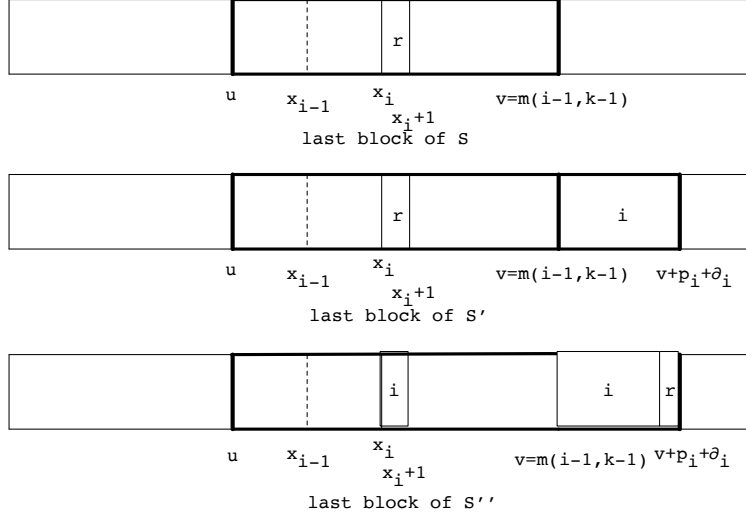 r
u x_{i-1} x_i v=m(i-1,k-1)
x_i+1
last block of S
r i
u x_{i-1} x_i v=m(i-1,k-1) v+p_i+∂_i
x_i+1
last block of S'
i i r
u x_{i-1} x_i v=m(i-1,k-1) v+p_i+∂_i
x_i+1
last block of S''